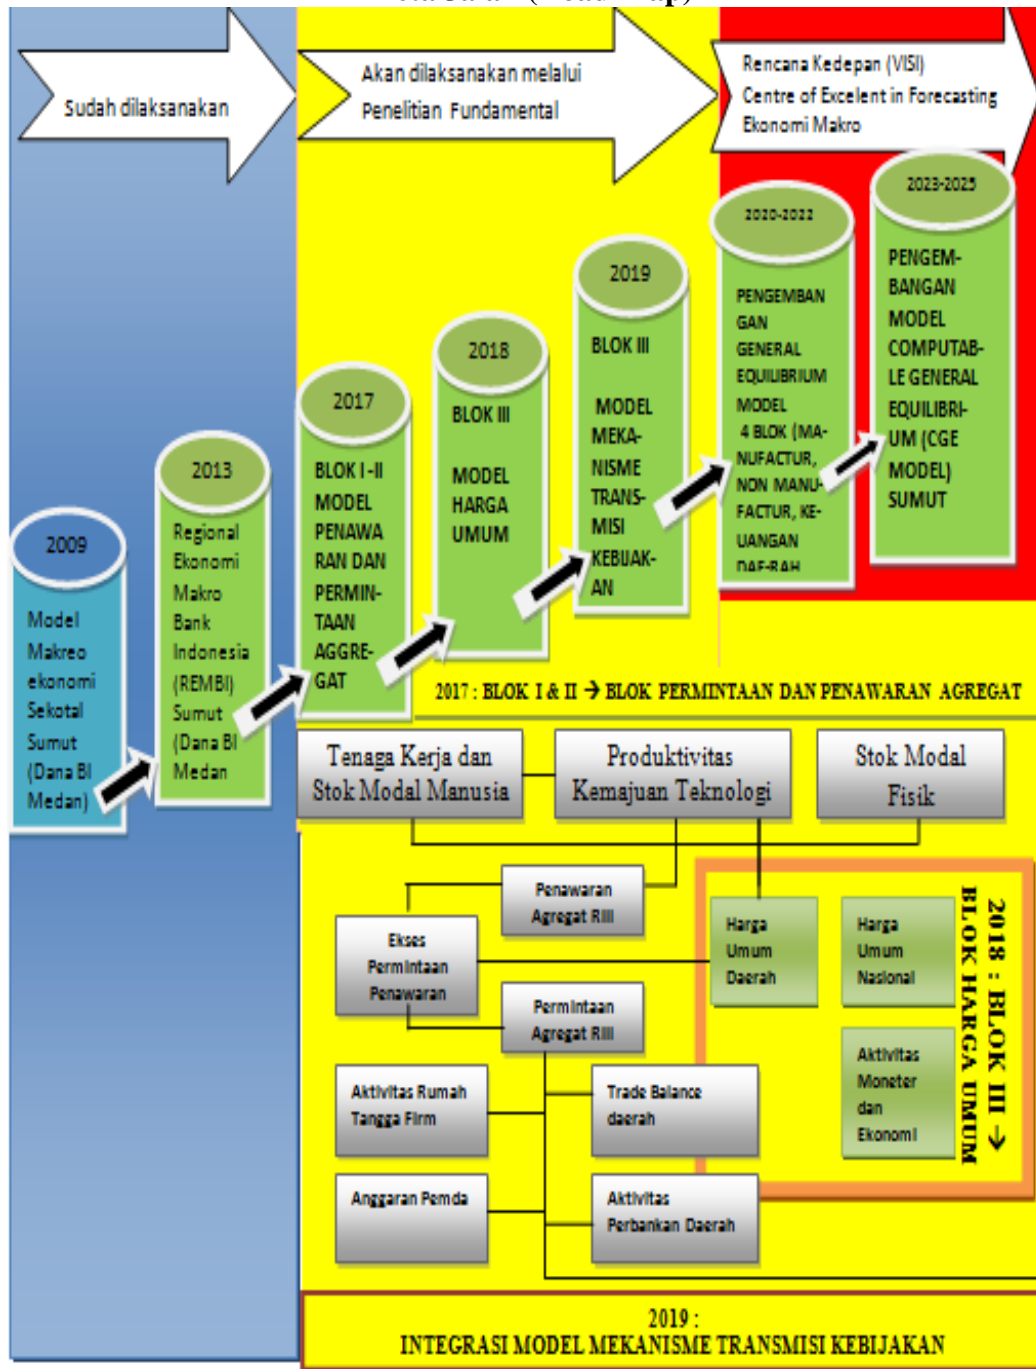 Sudah dilaksanakan
Akan dilaksanakan melalui
Penelitian Fundamental
Rencana Kedepan (VISI)
Centre of Excelent in Forecasting
Ekonomi Makro
2009
Model
Makreo
ekonomi
Sekotal
Sumut
(Dana BI
Medan)
2013
Regional
Ekonomi
Makro
Bank
Indonesia
(REMBI)
Sumut
(Dana BI
Medan
2017
BLOK I -II
MODEL
PENAWA
RAN DAN
PERMIN-
TAAN
AGGRE-
GAT
2018
BLOK III
MODEL
HARGA
UMUM
2019
BLOK III
MODEL
MEKA-
NISME
TRANS-
MISI
KEBIJAK-
AN
2020-2022
PENGEMBAN
GAN
GENERAL
EQUILIBRIUM
MODEL
4 BLOK (MA-
NUFACTUR,
NON MANU-
FACTUR, KE-
UANGAN
DAE-RAH
2023-2025
PENGEM-
BANGAN
MODEL
COMPUTAB-
LE GENERAL
EQUILIBRI-
UM (CGE
MODEL)
SUMUT
2017 : BLOK I & II → BLOK PERMINTAAN DAN PENAWARAN AGREGAT
Tenaga Kerja dan
Stok Modal Manusia
Produktivitas
Kemajuan Teknologi
Stok Modal
Fisik
Penawaran
Agregat RIII
Ekses
Permintaan
Penawaran
Permintaan
Agregat RIII
Harga
Umum
Daerah
Harga
Umum
Nasional
Aktivitas
Moneter
dan
Ekonomi
2018 : BLOK III →
BLOK HARGA UMUM
Aktivitas Rumah
Tangga Firm
Trade Balance
daerah
Anggaran Pemda
Aktivitas
Perbankan Daerah
2019 :
INTEGRASI MODEL MEKANISME TRANSMISI KEBIJAKAN